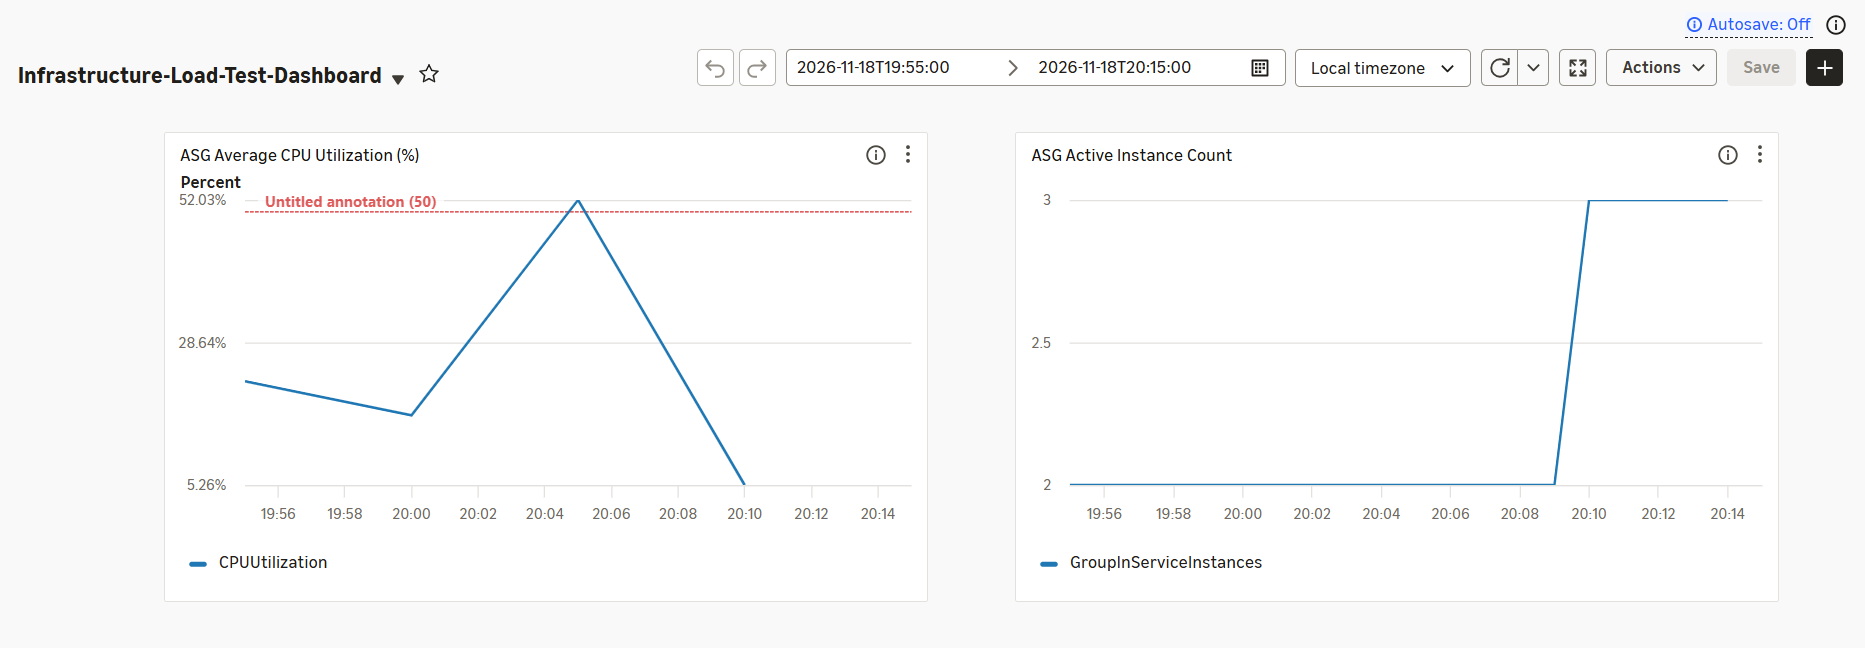 Autosave: Off
Infrastructure-Load-Test-Dashboard
2026-11-18T19:55:00
2026-11-18T20:15:00
Local timezone
Actions
Save
ASG Average CPU Utilization (%)
Percent
52.03%
Untitled annotation (50)
28.64%
5.26%
19:56 19:58 20:00 20:02 20:04 20:06 20:08 20:10 20:12 20:14
CPUUtilization
ASG Active Instance Count
3
2.5
2
19:56 19:58 20:00 20:02 20:04 20:06 20:08 20:10 20:12 20:14
GroupInServiceInstances